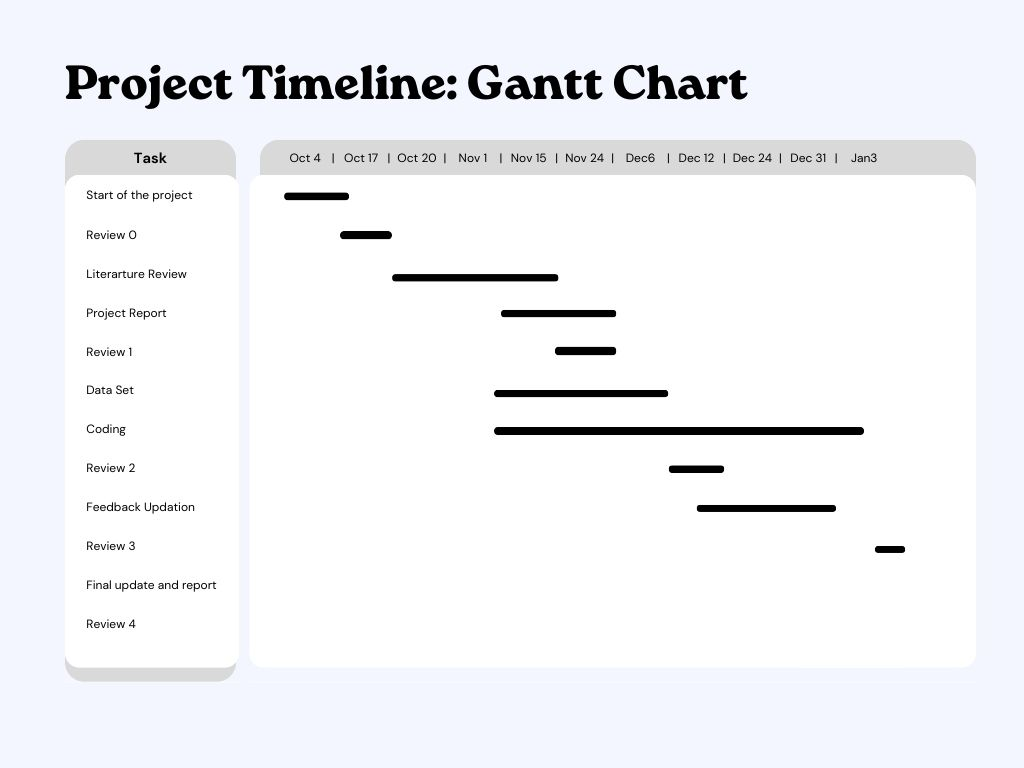 Project Timeline: Gantt Chart
Task
Oct 4 | Oct 17 | Oct 20 | Nov 1 | Nov 15 | Nov 24 | Dec6 | Dec 12 | Dec 24 | Dec 31 | Jan3
Start of the project
Review 0
Literarture Review
Project Report
Review 1
Data Set
Coding
Review 2
Feedback Updation
Review 3
Final update and report
Review 4